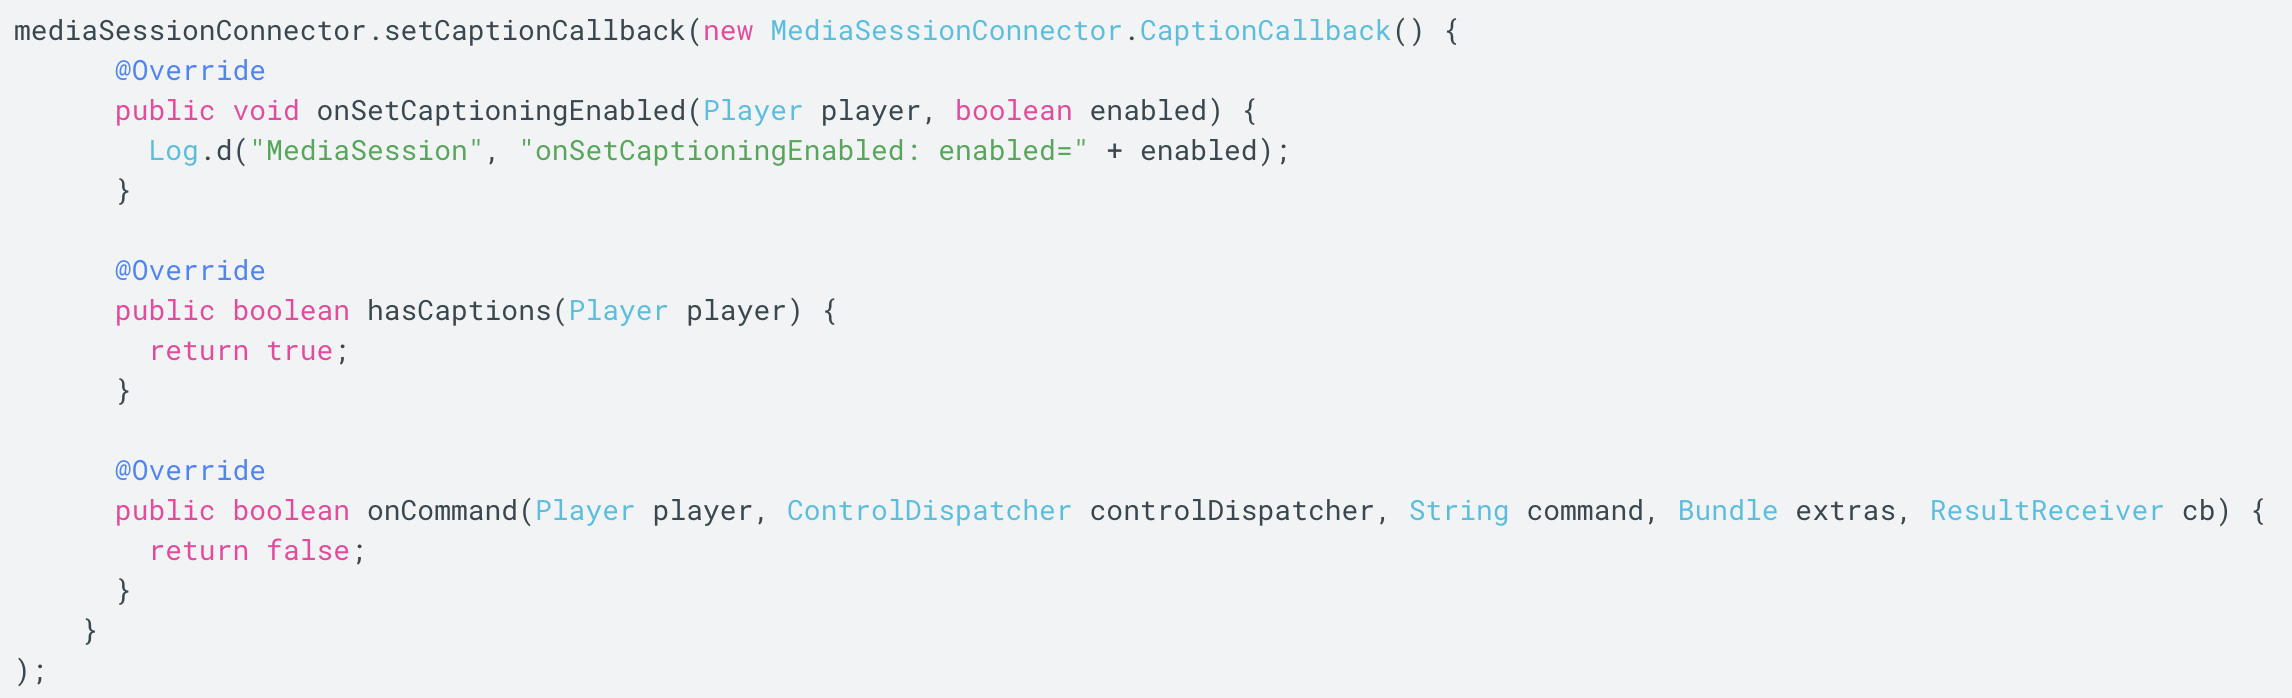 mediaSessionConnector.setCaptionCallback(new MediaSessionConnector.CaptionCallback() {
      @Override
      public void onSetCaptioningEnabled(Player player, boolean enabled) {
        Log.d("MediaSession", "onSetCaptioningEnabled: enabled=" + enabled);
      }

      @Override
      public boolean hasCaptions(Player player) {
        return true;
      }

      @Override
      public boolean onCommand(Player player, ControlDispatcher controlDispatcher, String command, Bundle extras, ResultReceiver cb) {
        return false;
      }
    }
);